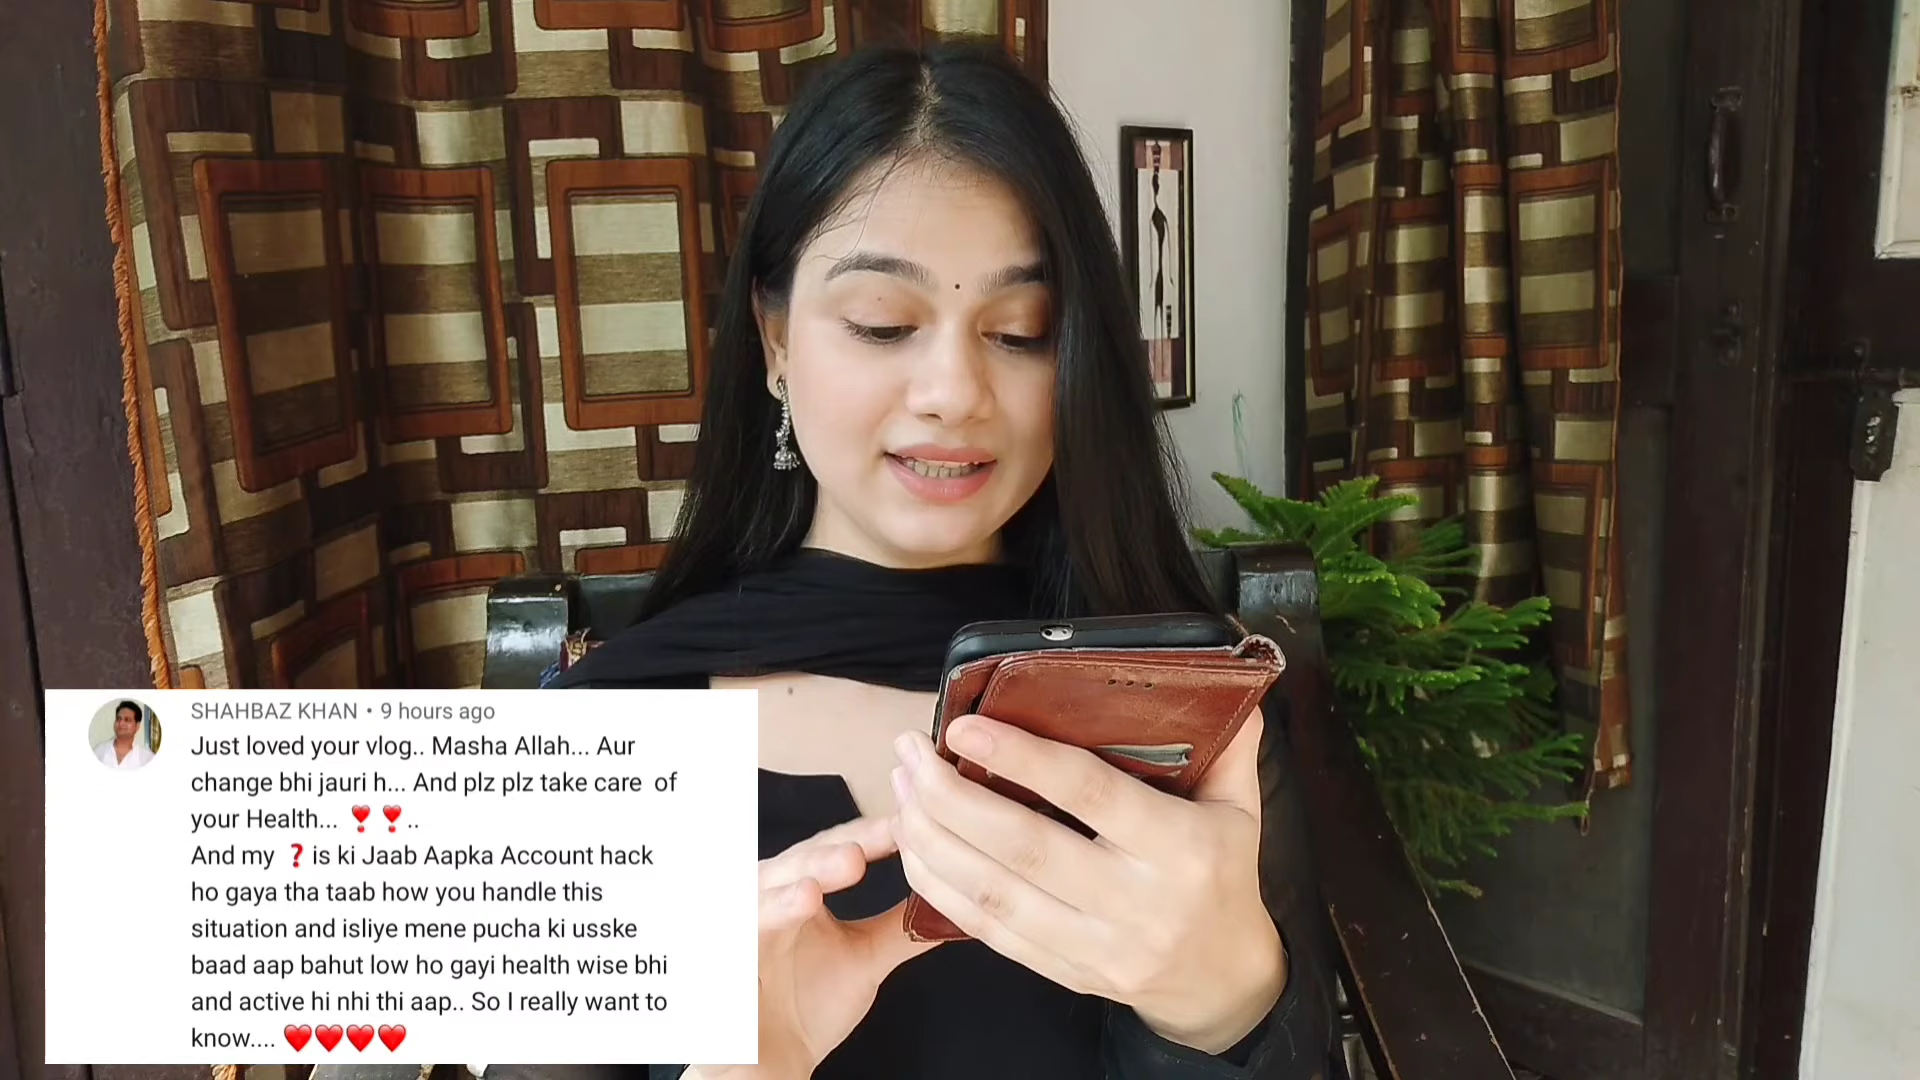 SHAHBAZ KHAN • 9 hours ago
Just loved your vlog.. Masha Allah... Aur
change bhi jauri h... And plz plz take care of
your Health... ❣️ ❣️..
And my ❓ is ki Jaab Aapka Account hack
ho gaya tha taab how you handle this
situation and isliye mene pucha ki usske
baad aap bahut low ho gayi health wise bhi
and active hi nhi thi aap.. So I really want to
know.... ❤️❤️❤️❤️